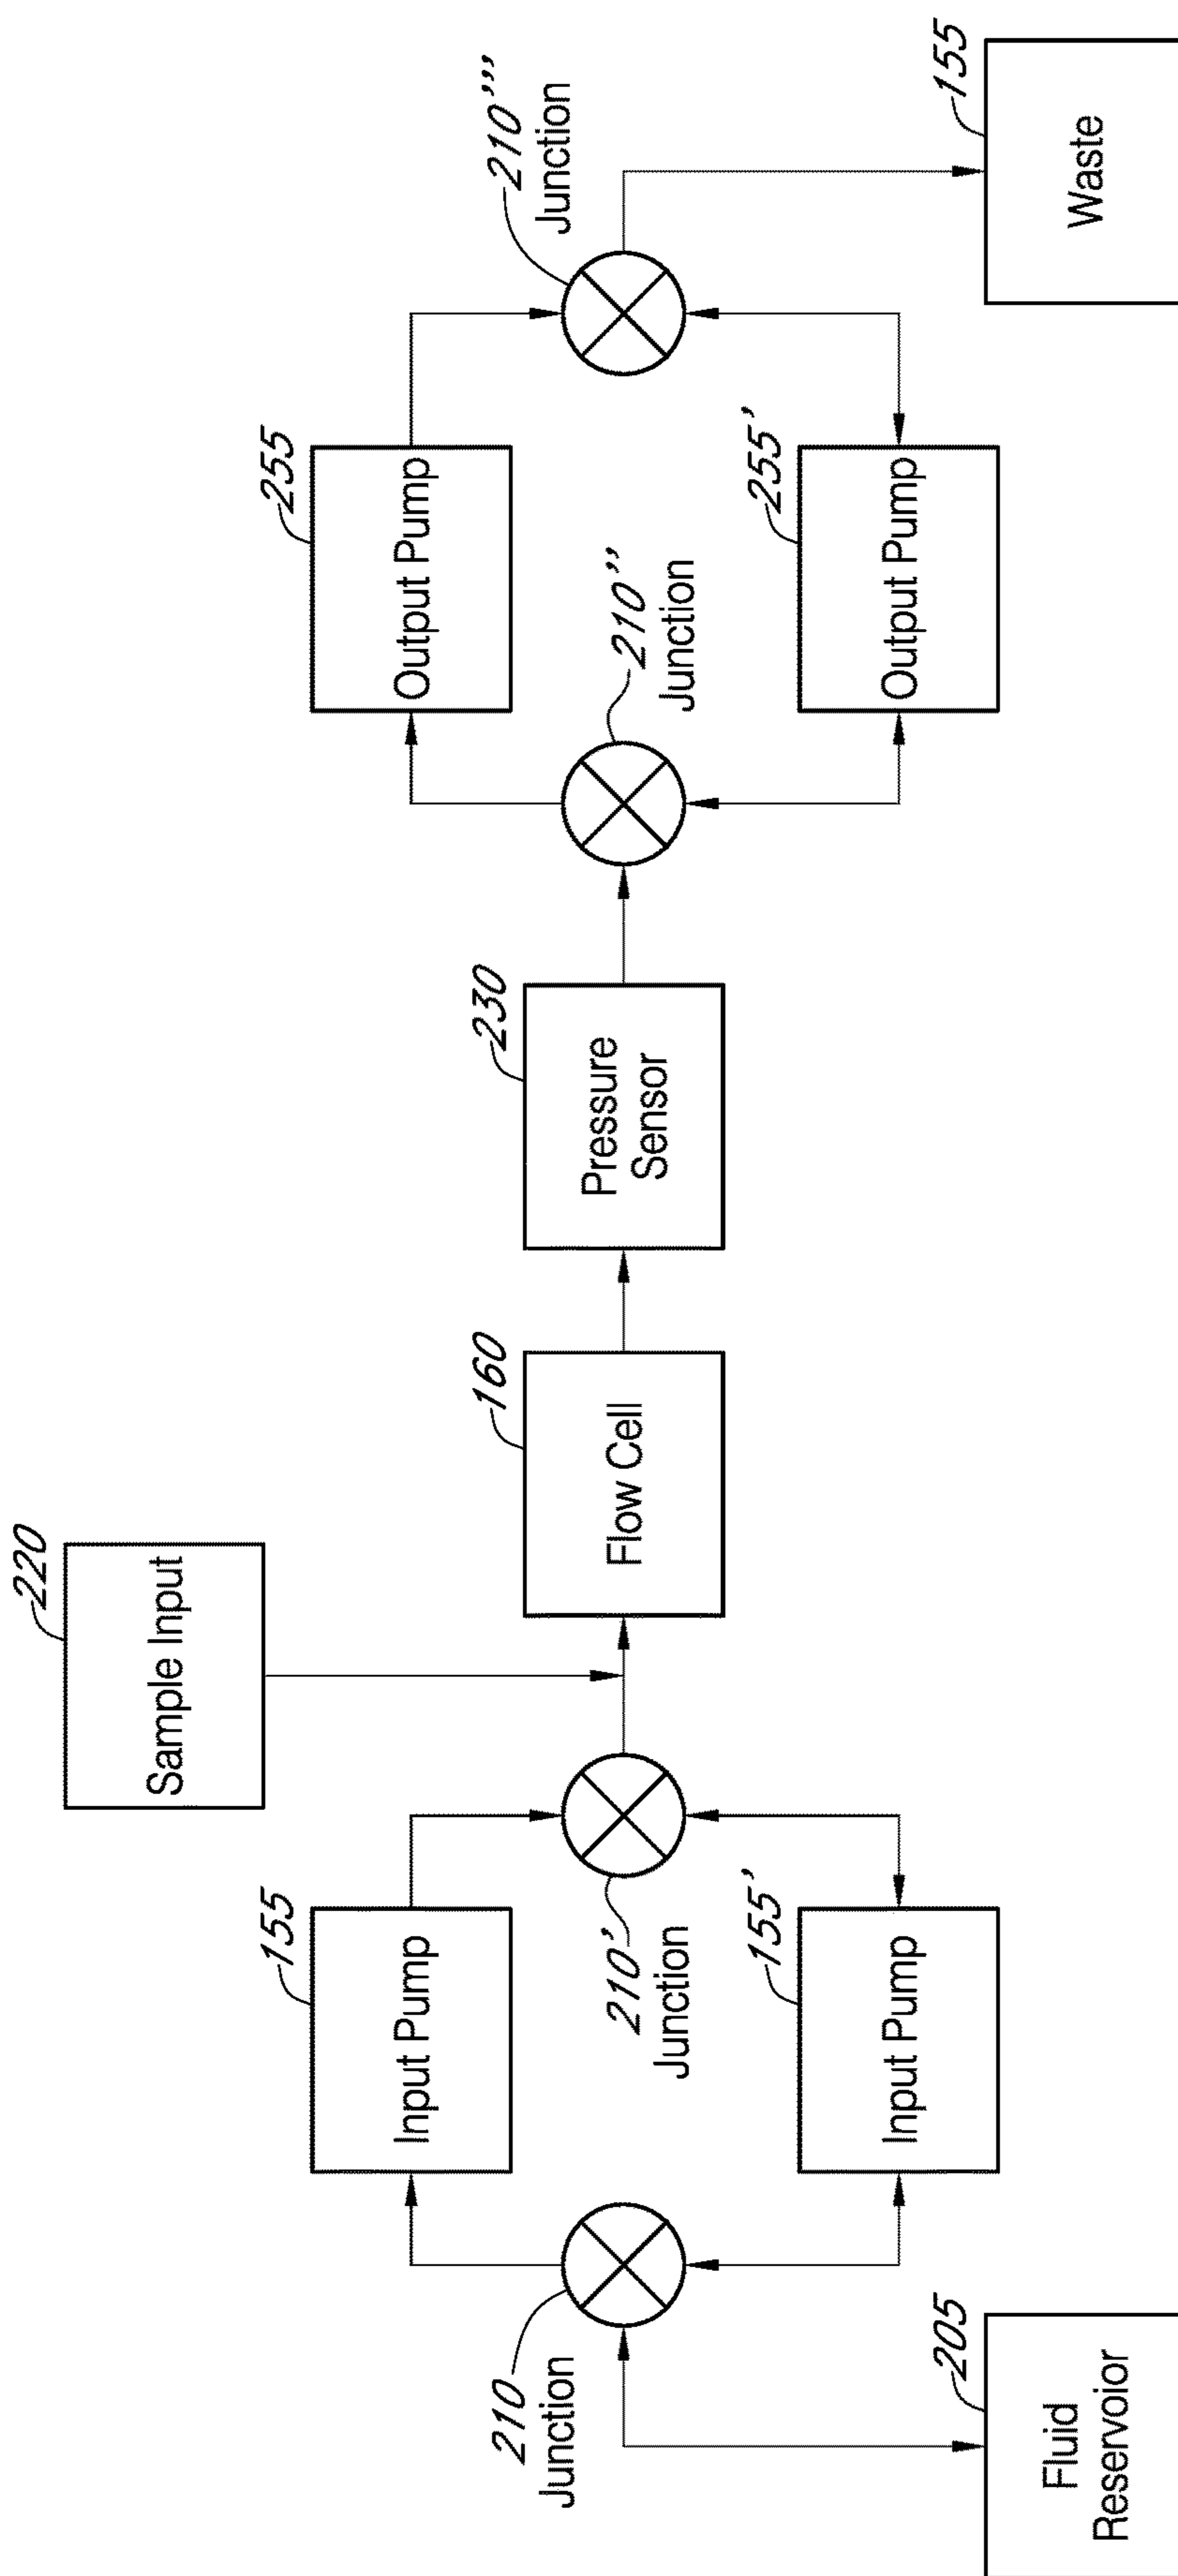 220
Sample Input
155
Input Pump
255
Output Pump
210
Junction
210'
Junction
160
Flow Cell
230
Pressure
Sensor
210''
Junction
210'''
Junction
155'
Input Pump
255'
Output Pump
205
Fluid
Reservoior
155
Waste